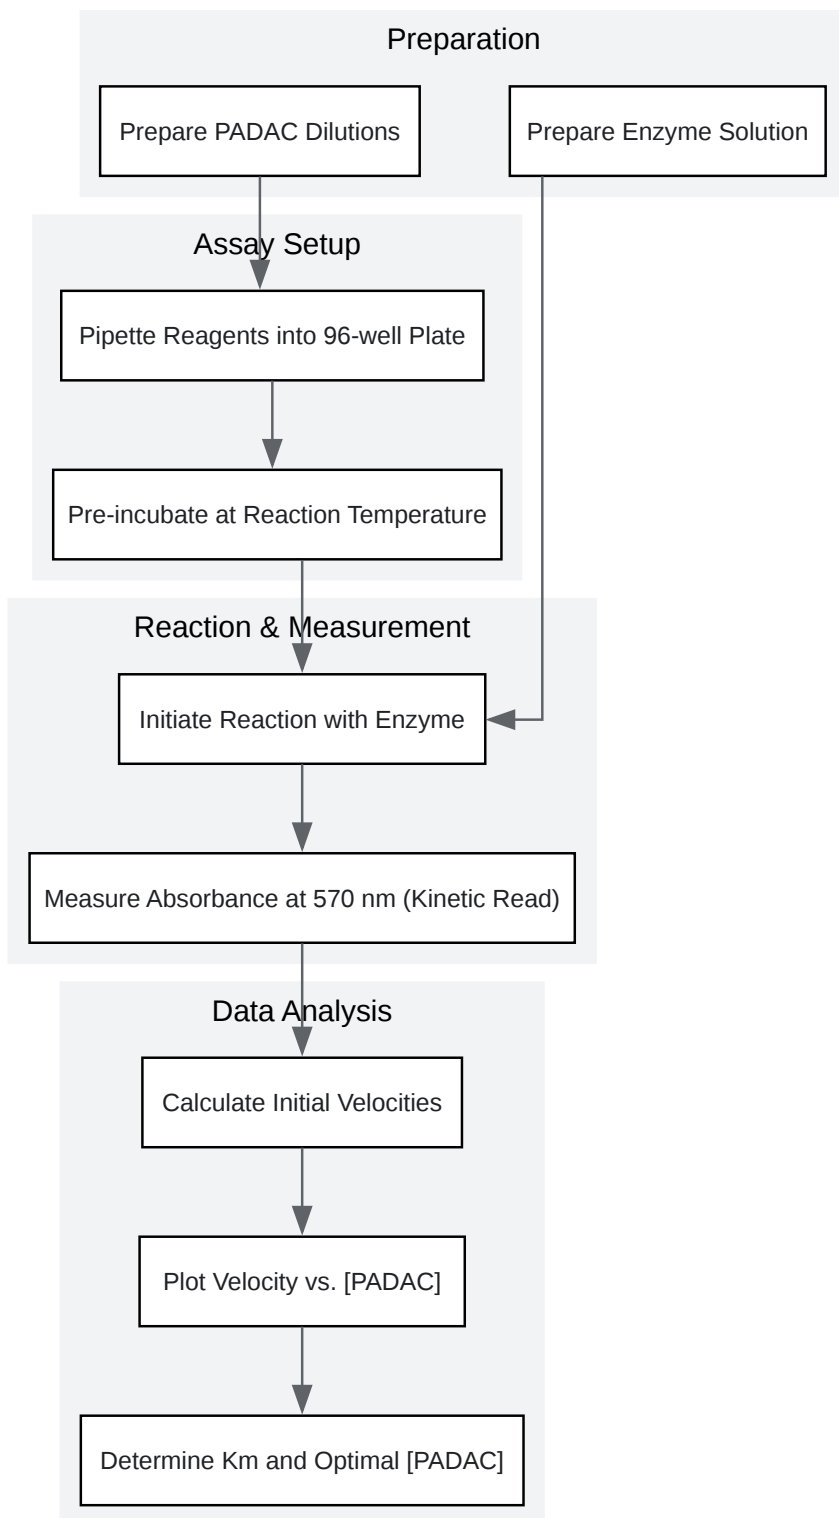 Preparation
Prepare PADAC Dilutions
Prepare Enzyme Solution
Assay Setup
Pipette Reagents into 96-well Plate
Pre-incubate at Reaction Temperature
Reaction & Measurement
Initiate Reaction with Enzyme
Measure Absorbance at 570 nm (Kinetic Read)
Data Analysis
Calculate Initial Velocities
Plot Velocity vs. [PADAC]
Determine Km and Optimal [PADAC]